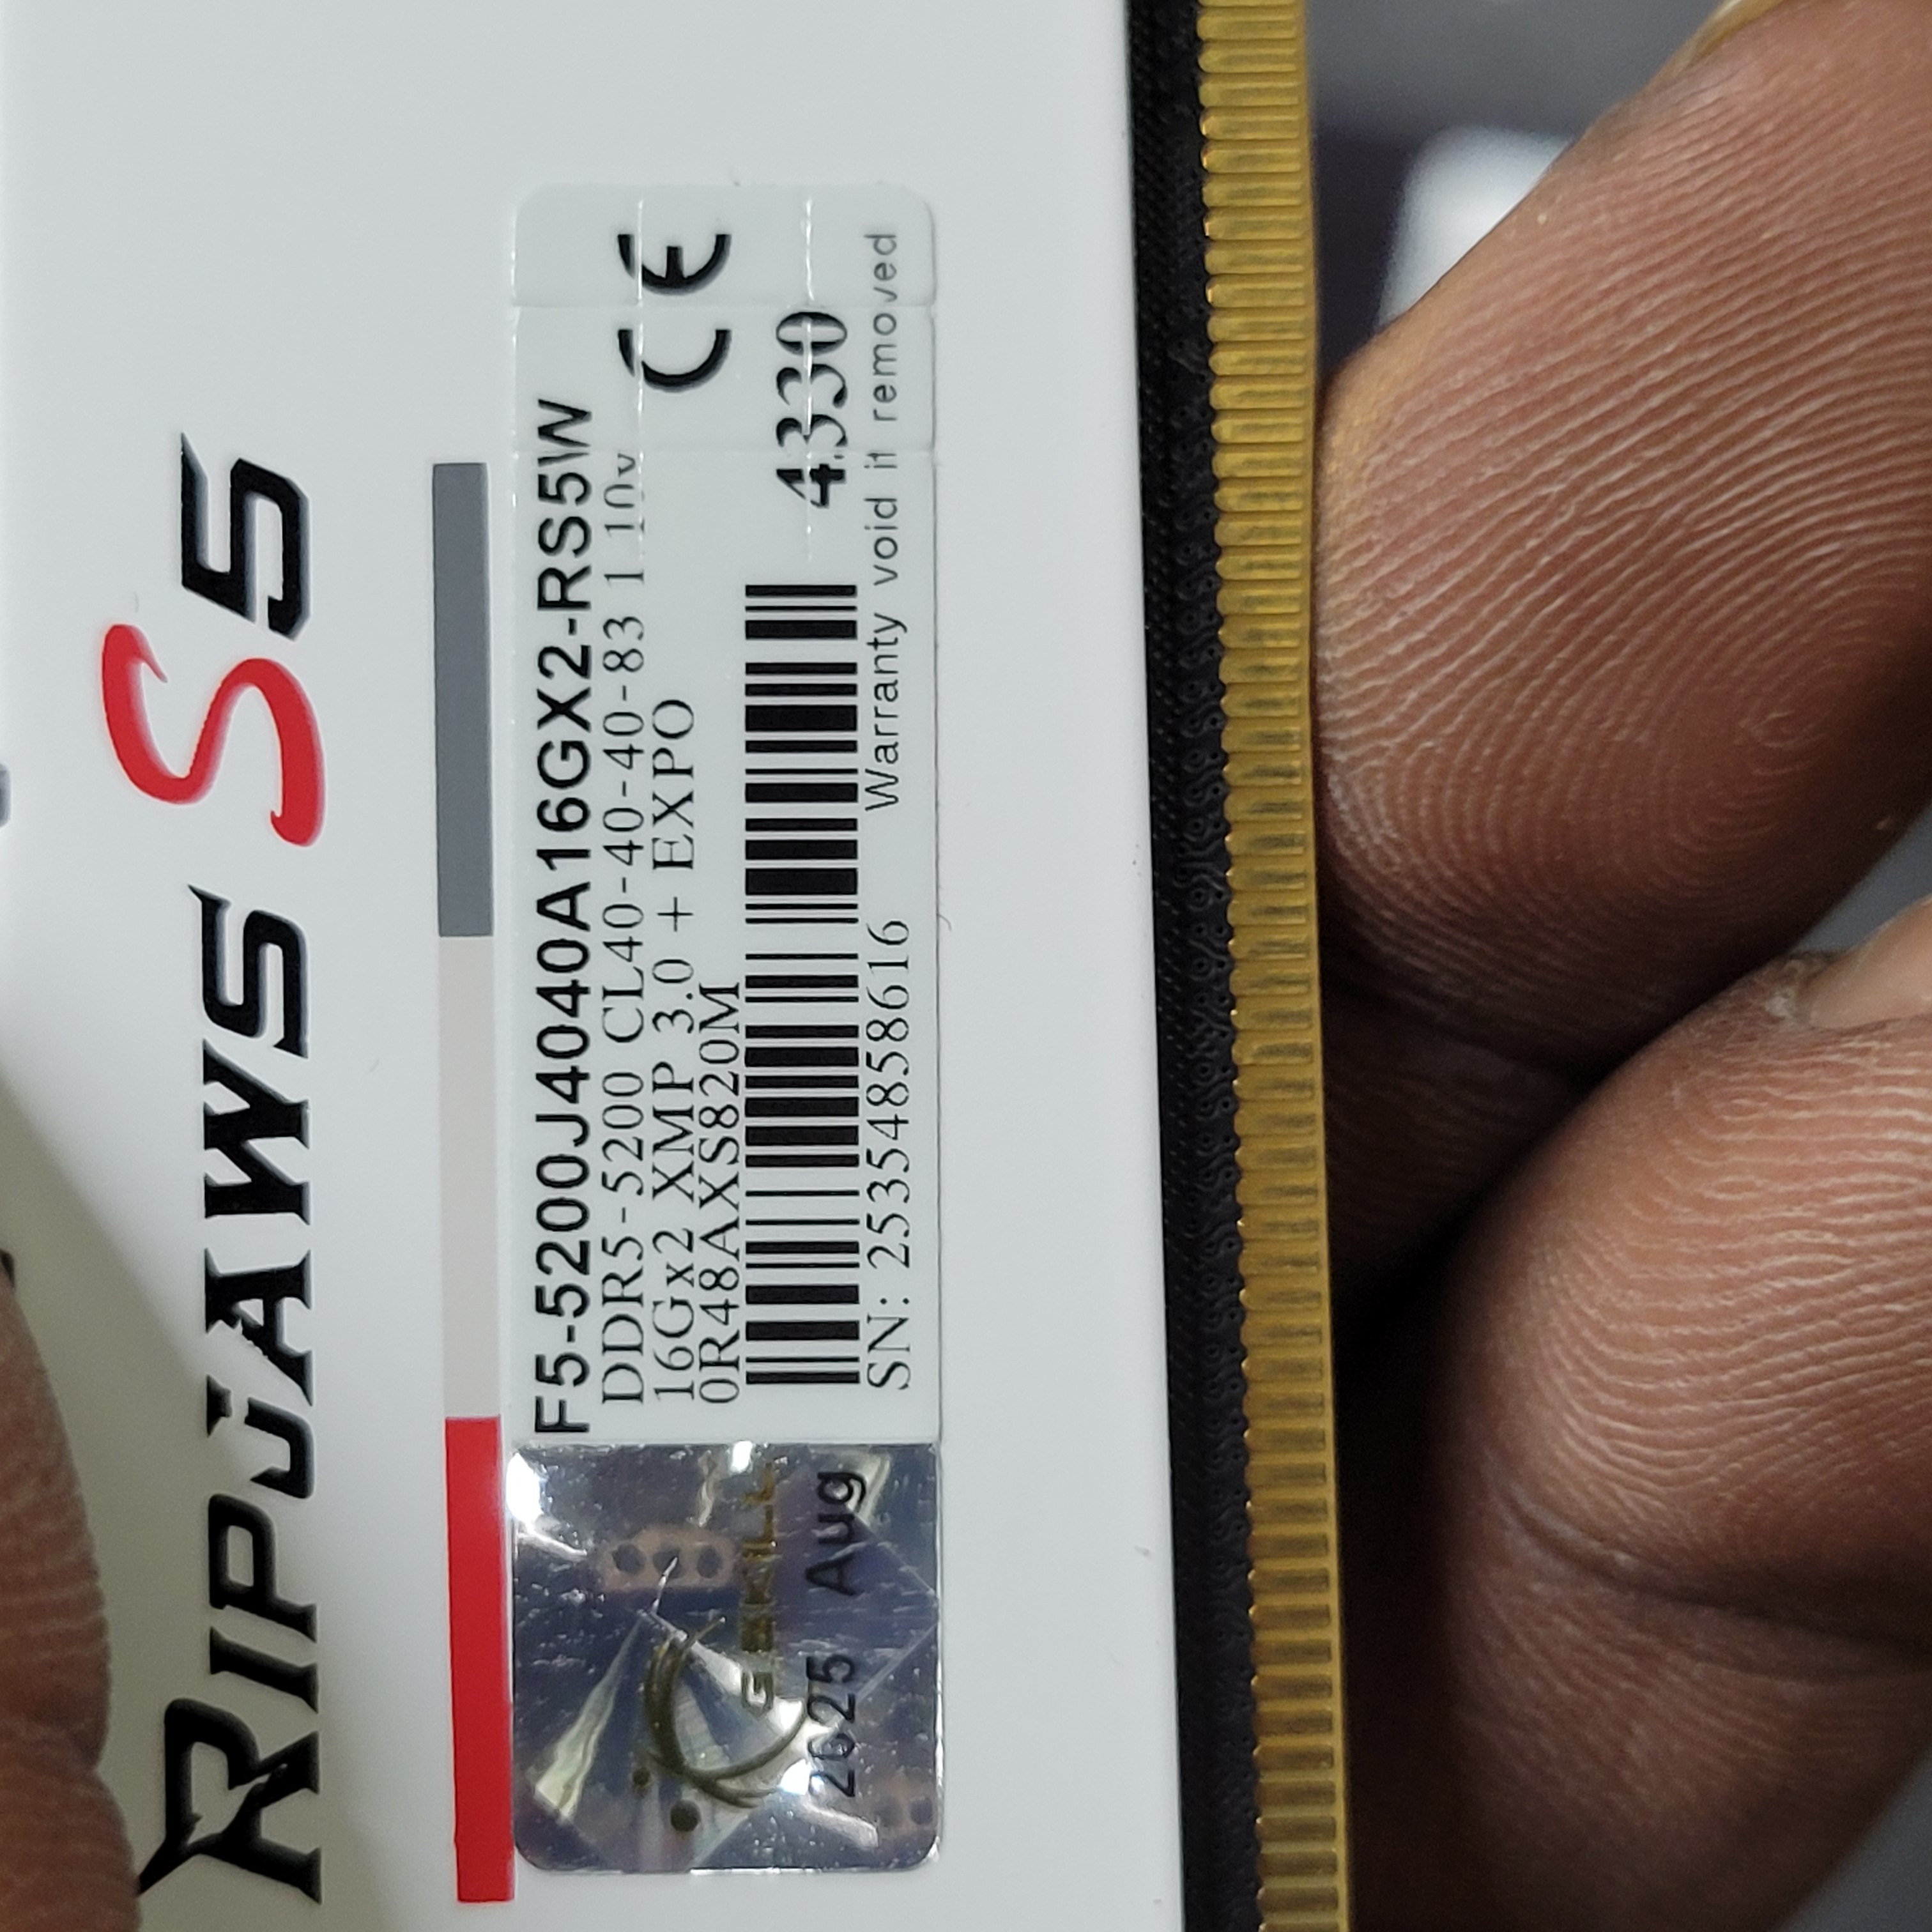 RIPJAWS S5
F5-5200J4040A16GX2-RS5W
DDR5-5200 CL40-40-40-83 1.10v
16Gx2 XMP 3.0 + EXPO
0R48AXS820M
CE
4330
SN: 25354858616
Warranty void if removed
G.SKILL
2025 Aug